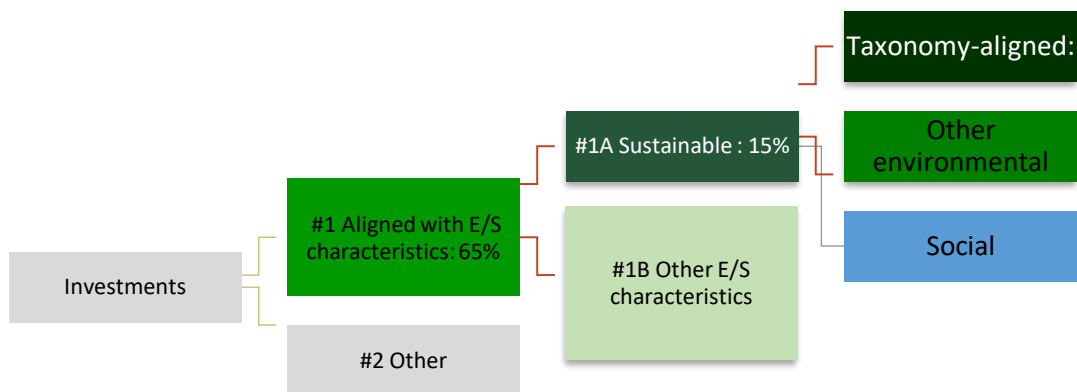 Taxonomy-aligned:
#1A Sustainable : 15%
Other
environmental
#1 Aligned with E/S
characteristics: 65%
Social
#1B Other E/S
characteristics
Investments
#2 Other